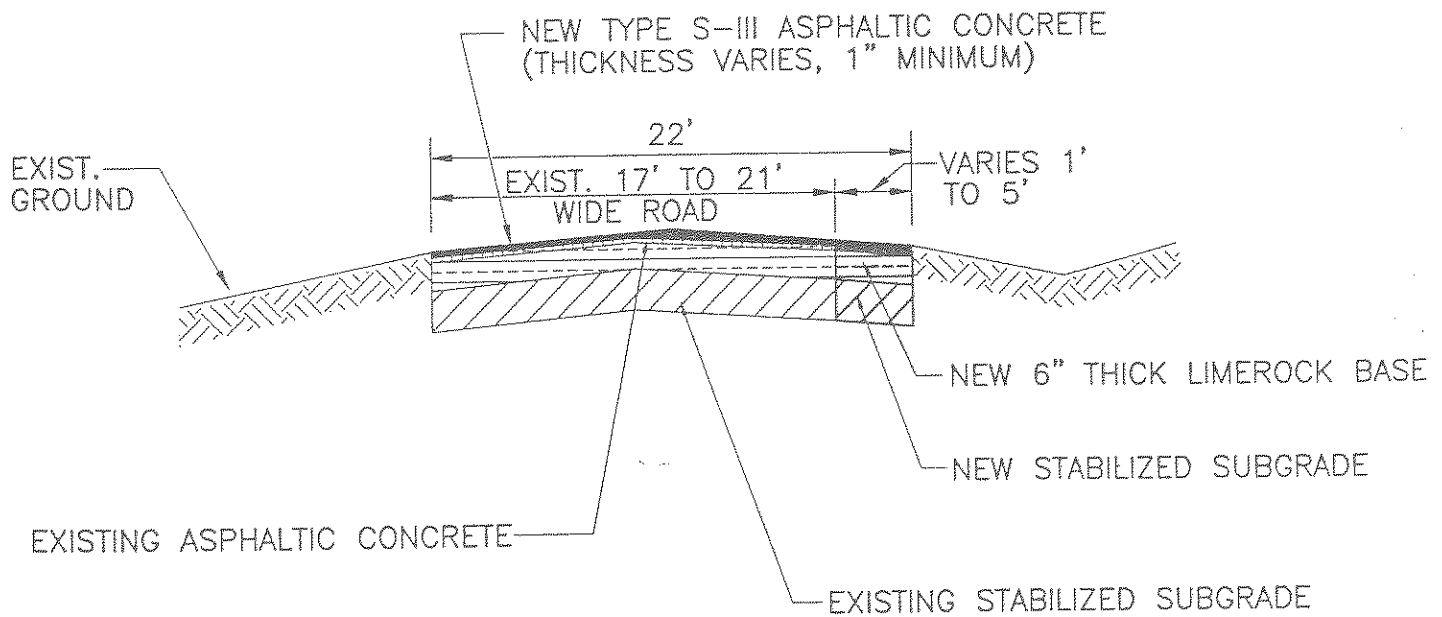 NEW TYPE S-III ASPHALTIC CONCRETE
(THICKNESS VARIES, 1" MINIMUM)
22'
EXIST.
GROUND
EXIST. 17' TO 21'
WIDE ROAD
VARIES 1'
TO 5'
NEW 6" THICK LIMEROCK BASE
NEW STABILIZED SUBGRADE
EXISTING ASPHALTIC CONCRETE
EXISTING STABILIZED SUBGRADE